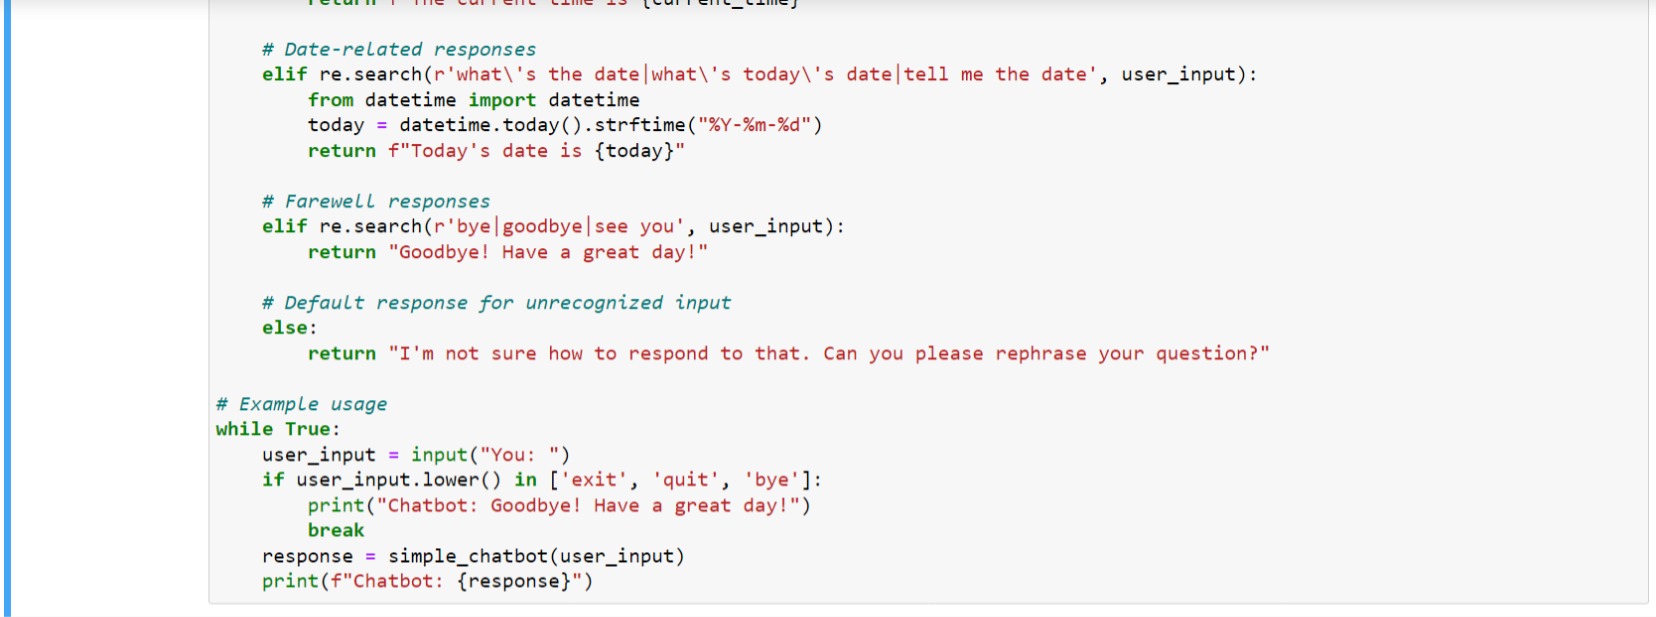 return f"The current time is {current_time}"
    # Date-related responses
    elif re.search(r'what\'s the date|what\'s today\'s date|tell me the date', user_input):
        from datetime import datetime
        today = datetime.today().strftime("%Y-%m-%d")
        return f"Today's date is {today}"
    # Farewell responses
    elif re.search(r'bye|goodbye|see you', user_input):
        return "Goodbye! Have a great day!"
    # Default response for unrecognized input
    else:
        return "I'm not sure how to respond to that. Can you please rephrase your question?"
# Example usage
while True:
    user_input = input("You: ")
    if user_input.lower() in ['exit', 'quit', 'bye']:
        print("Chatbot: Goodbye! Have a great day!")
        break
    response = simple_chatbot(user_input)
    print(f"Chatbot: {response}")